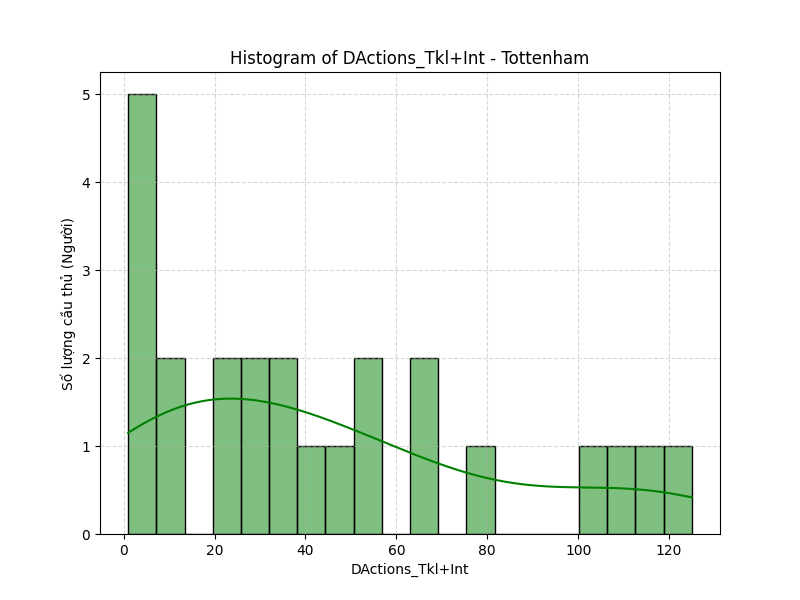 Histogram of DActions_Tkl+Int - Tottenham
Số lượng cầu thủ (Người)
5
4
3
2
1
0
0 20 40 60 80 100 120
DActions_Tkl+Int